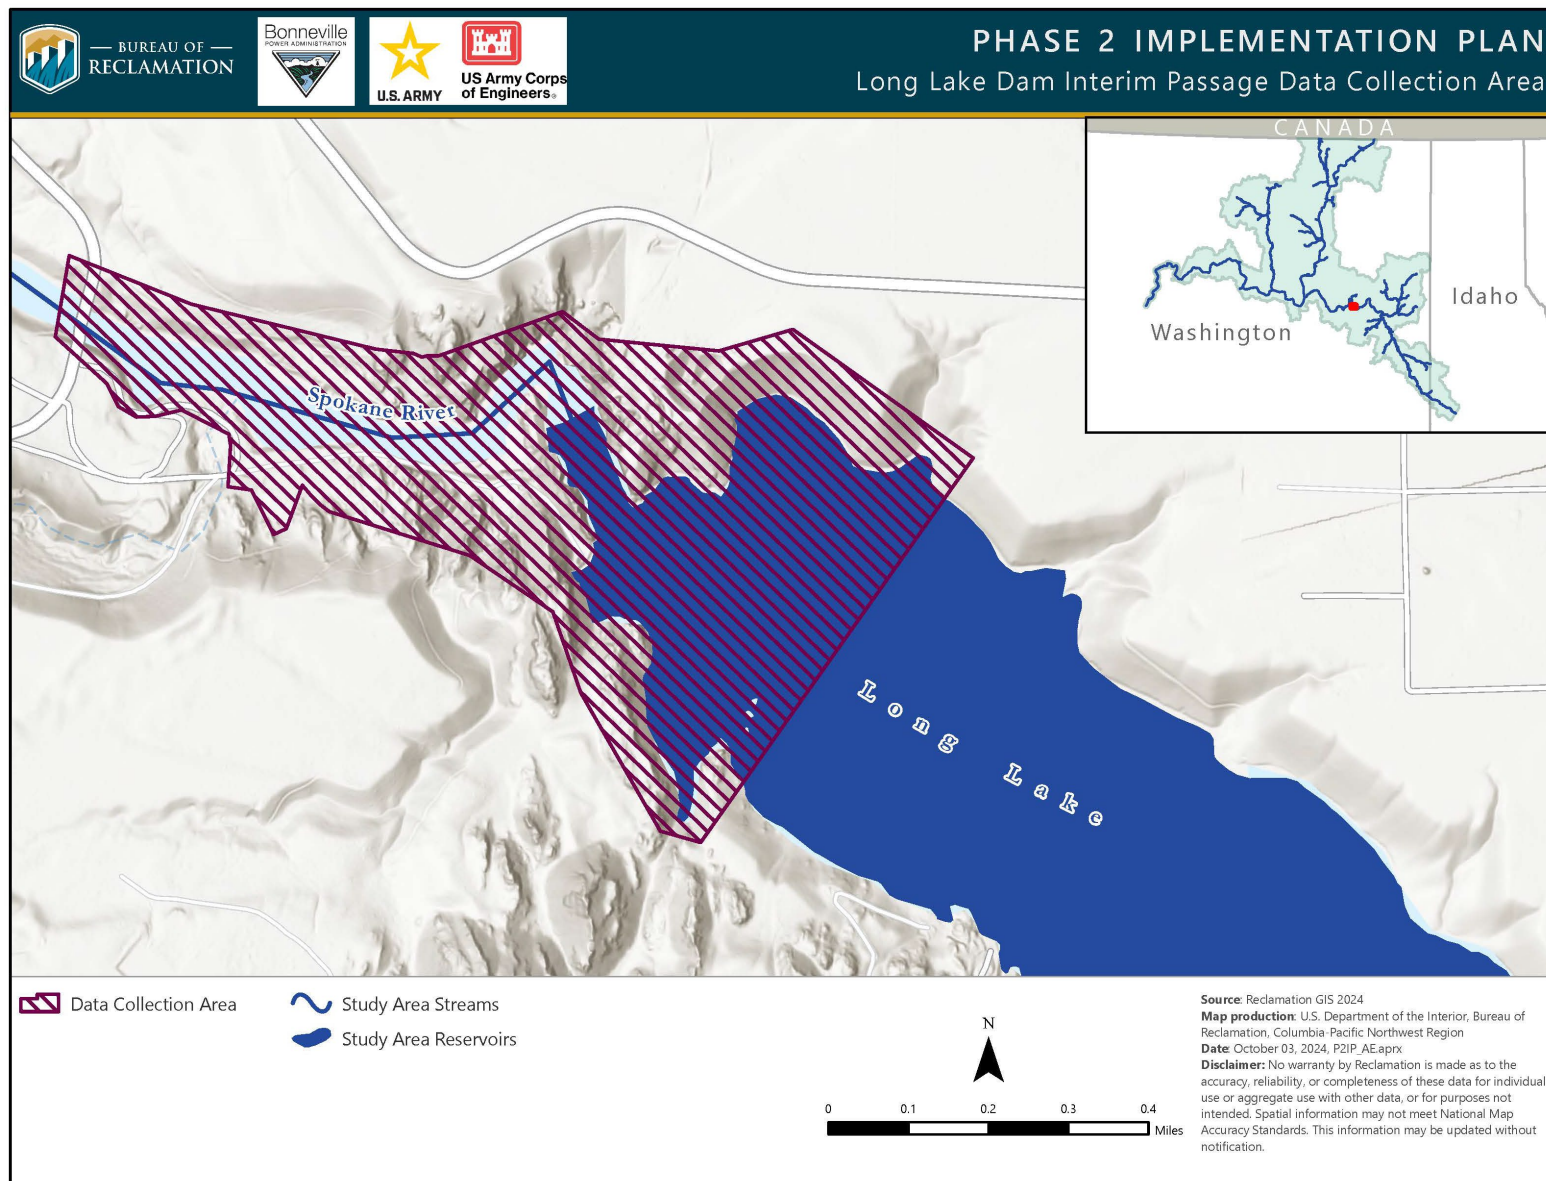 BUREAU OF
RECLAMATION
Bonneville
POWER ADMINISTRATION
U.S. ARMY
US Army Corps
of Engineers®
PHASE 2 IMPLEMENTATION PLAN
Long Lake Dam Interim Passage Data Collection Area
CANADA
Washington
Idaho
Spokane River
Long Lake
Data Collection Area
Study Area Streams
Study Area Reservoirs
N
0 0.1 0.2 0.3 0.4
Miles
Source: Reclamation GIS 2024
Map production: U.S. Department of the Interior, Bureau of
Reclamation, Columbia-Pacific Northwest Region
Date: October 03, 2024, P2IP_AE.aprx
Disclaimer: No warranty by Reclamation is made as to the
accuracy, reliability, or completeness of these data for individual
use or aggregate use with other data, or for purposes not
intended. Spatial information may not meet National Map
Accuracy Standards. This information may be updated without
notification.